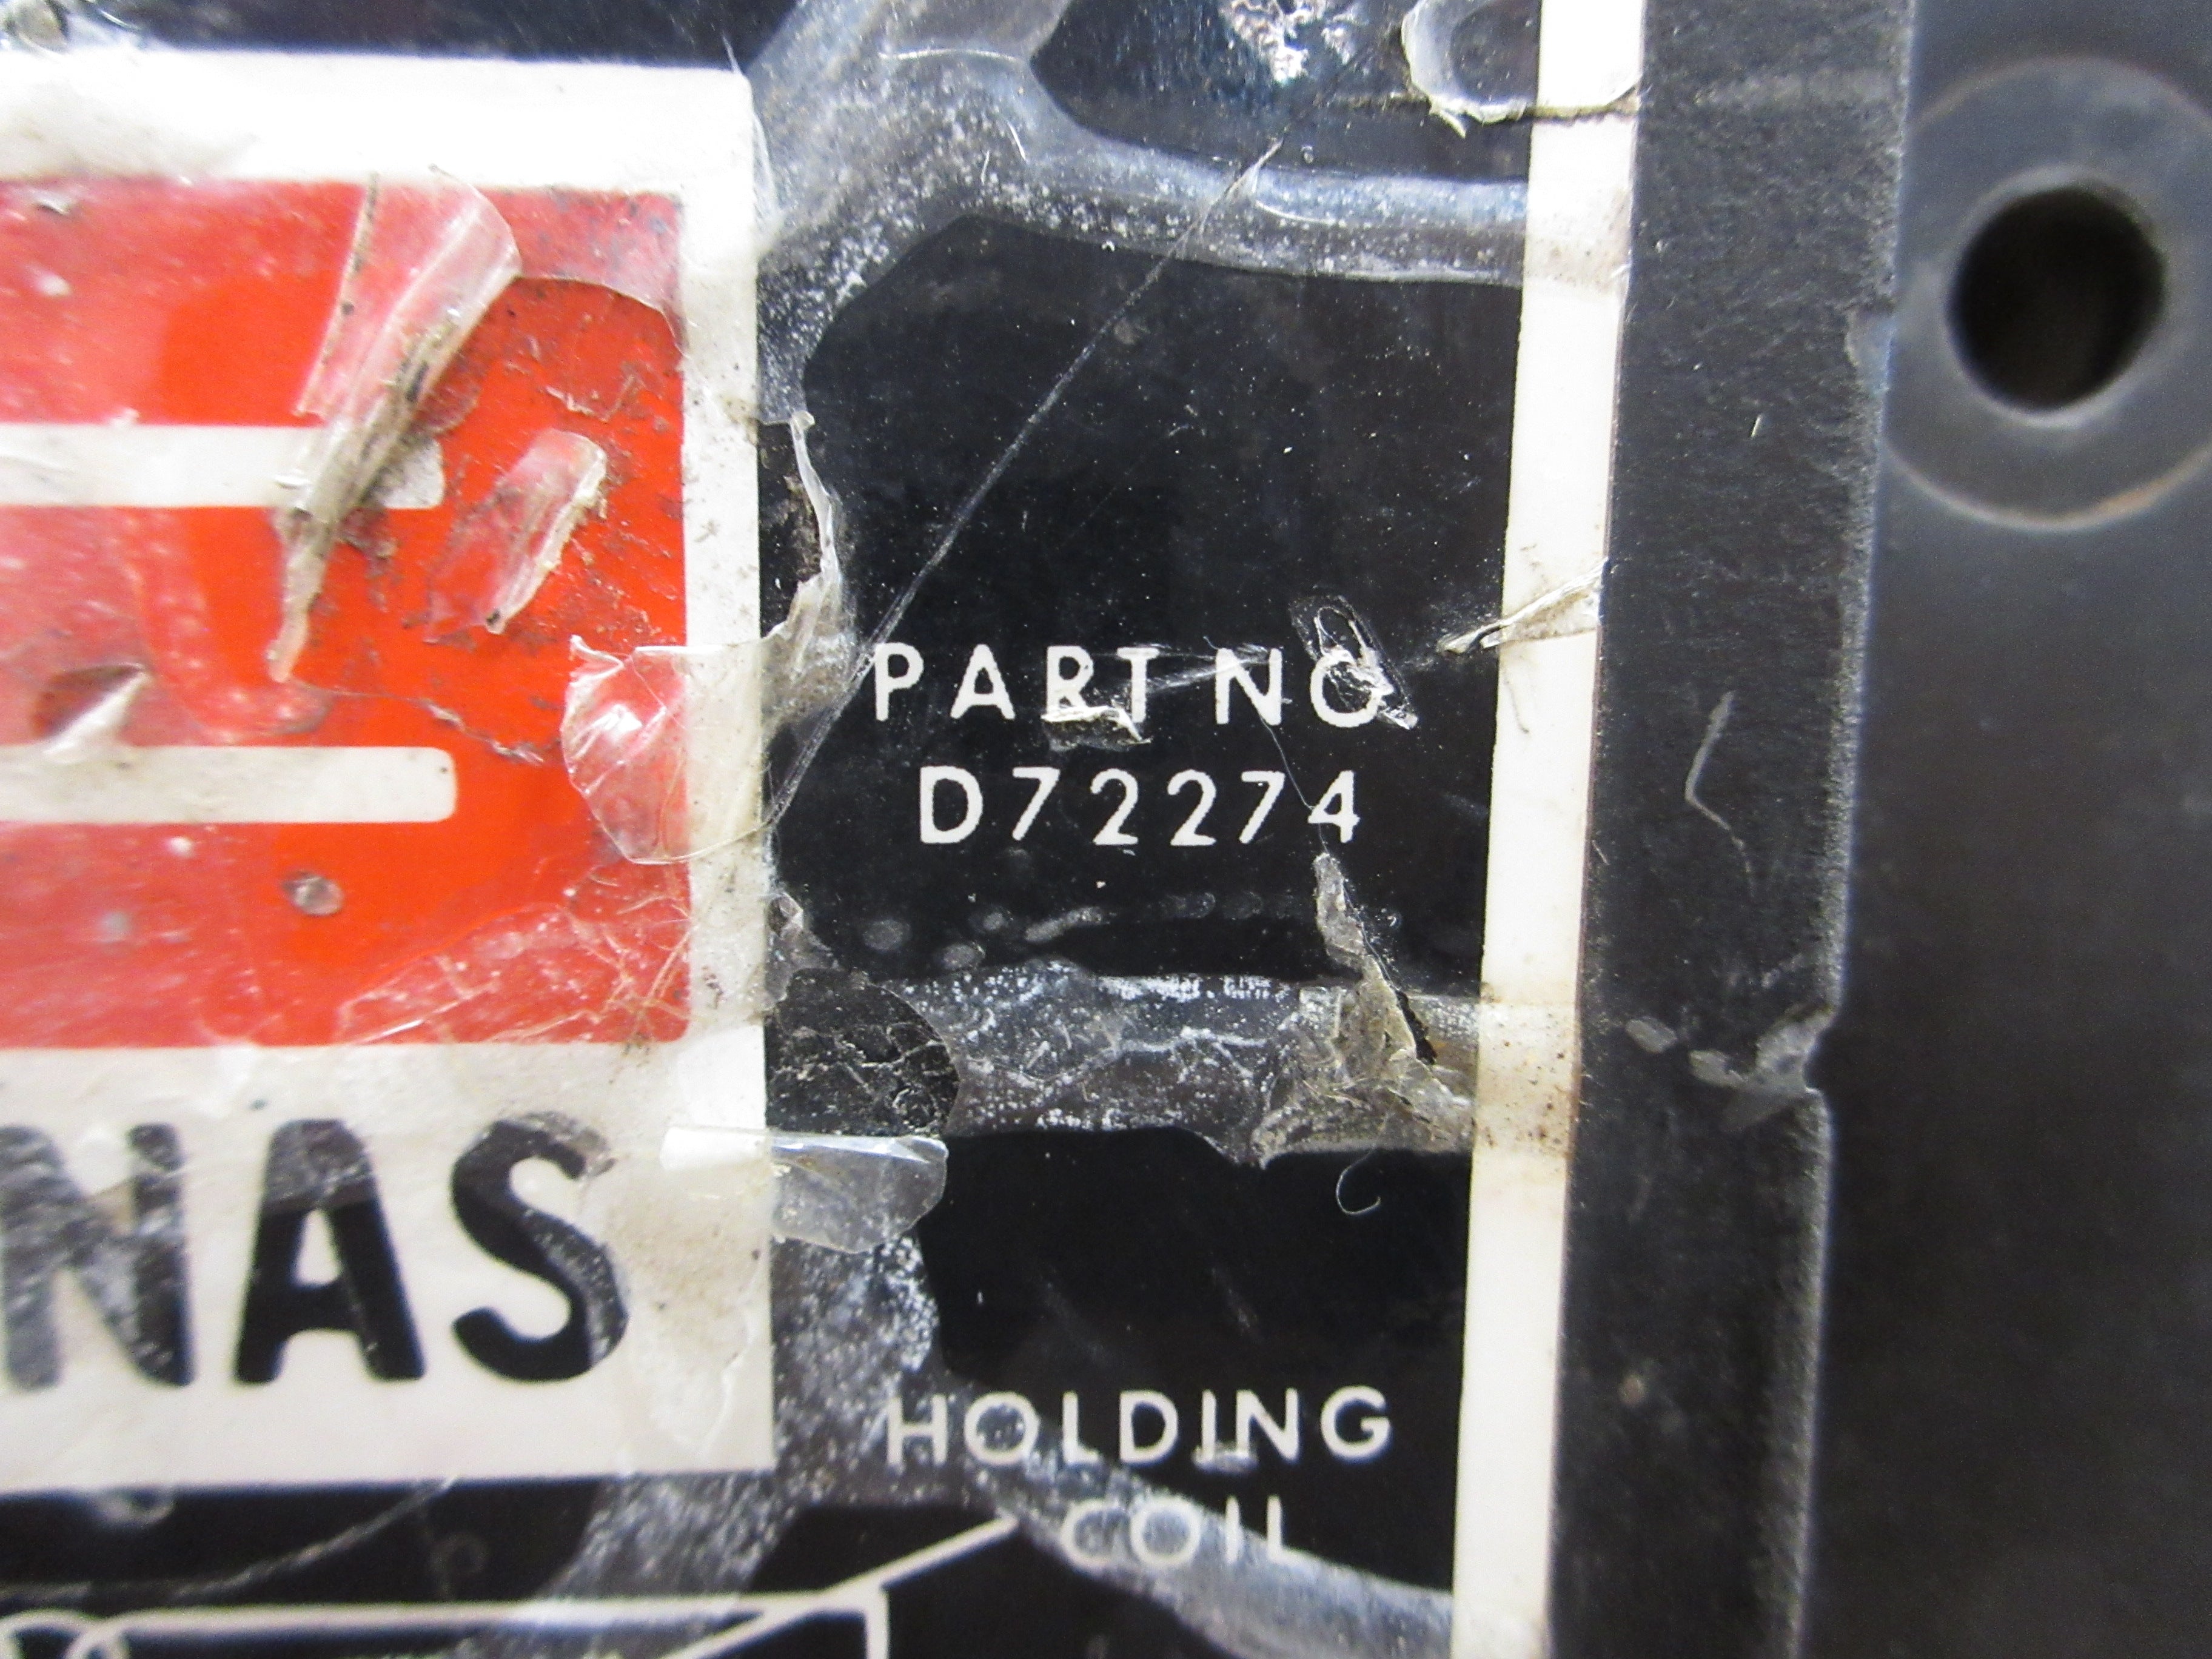 PART NO
D72274
NAS
HOLDING
COIL